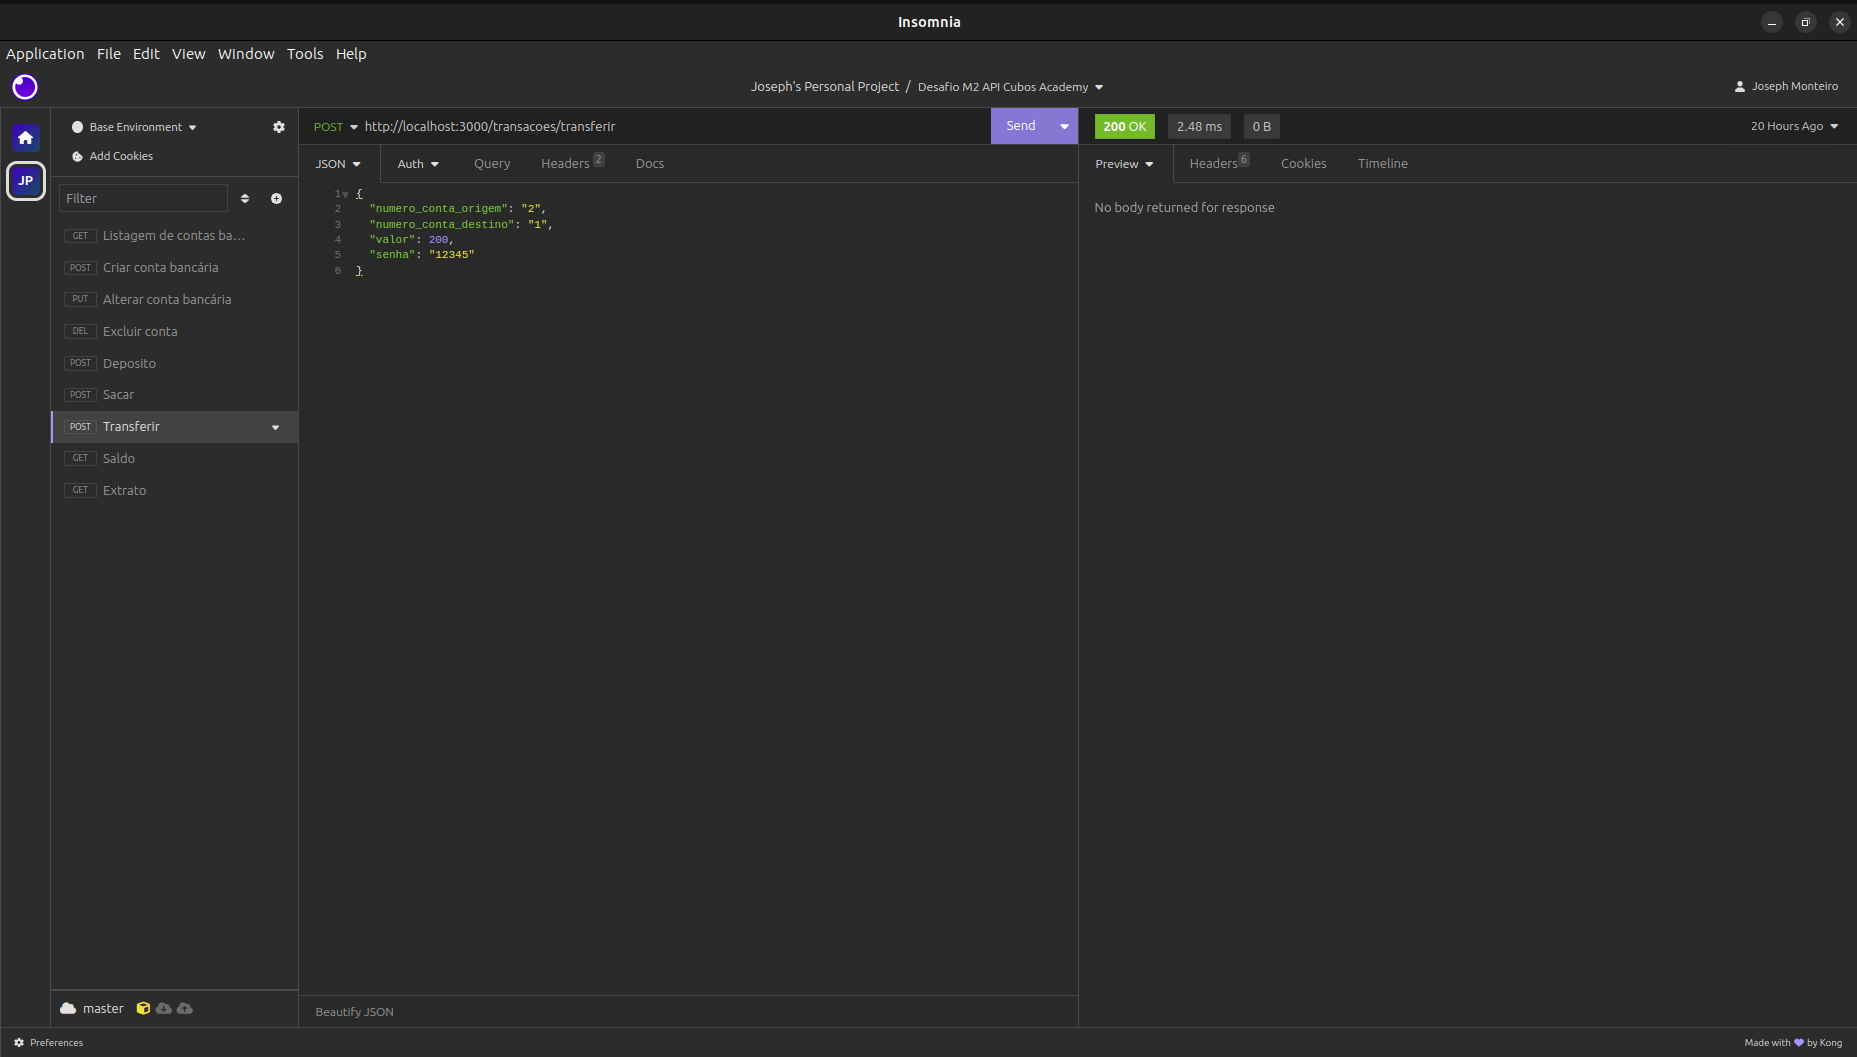 Insomnia
Application File Edit View Window Tools Help
Joseph's Personal Project / Desafio M2 API Cubos Academy
Joseph Monteiro
JP
Base Environment
Add Cookies
Filter
GET Listagem de contas ba...
POST Criar conta bancária
PUT Alterar conta bancária
DEL Excluir conta
POST Deposito
POST Sacar
POST Transferir
GET Saldo
GET Extrato
master
POST http://localhost:3000/transacoes/transferir Send
JSON Auth Query Headers 2 Docs
1 {
2 "numero_conta_origem": "2",
3 "numero_conta_destino": "1",
4 "valor": 200,
5 "senha": "12345"
6 }
Beautify JSON
200 OK 2.48 ms 0 B 20 Hours Ago
Preview Headers 6 Cookies Timeline
No body returned for response
Preferences
Made with by Kong